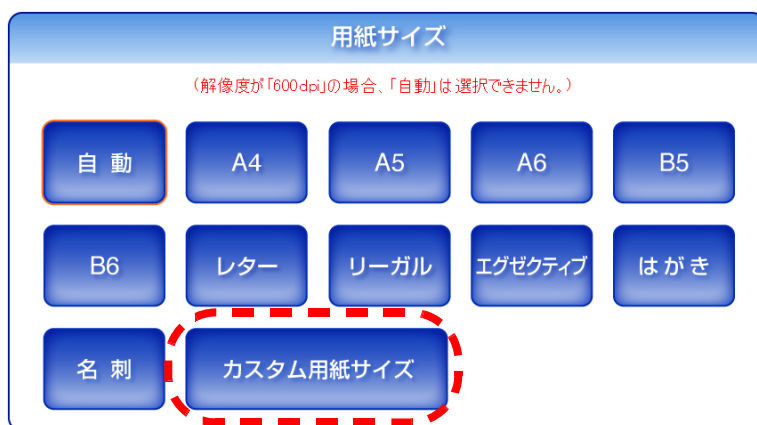 用紙サイズ
(解像度が「600dpi」の場合、「自動」は選択できません。)
自 動 A4 A5 A6 B5
B6 レター リーガル エグゼクティブ はがき
名 刺 カスタム用紙サイズ